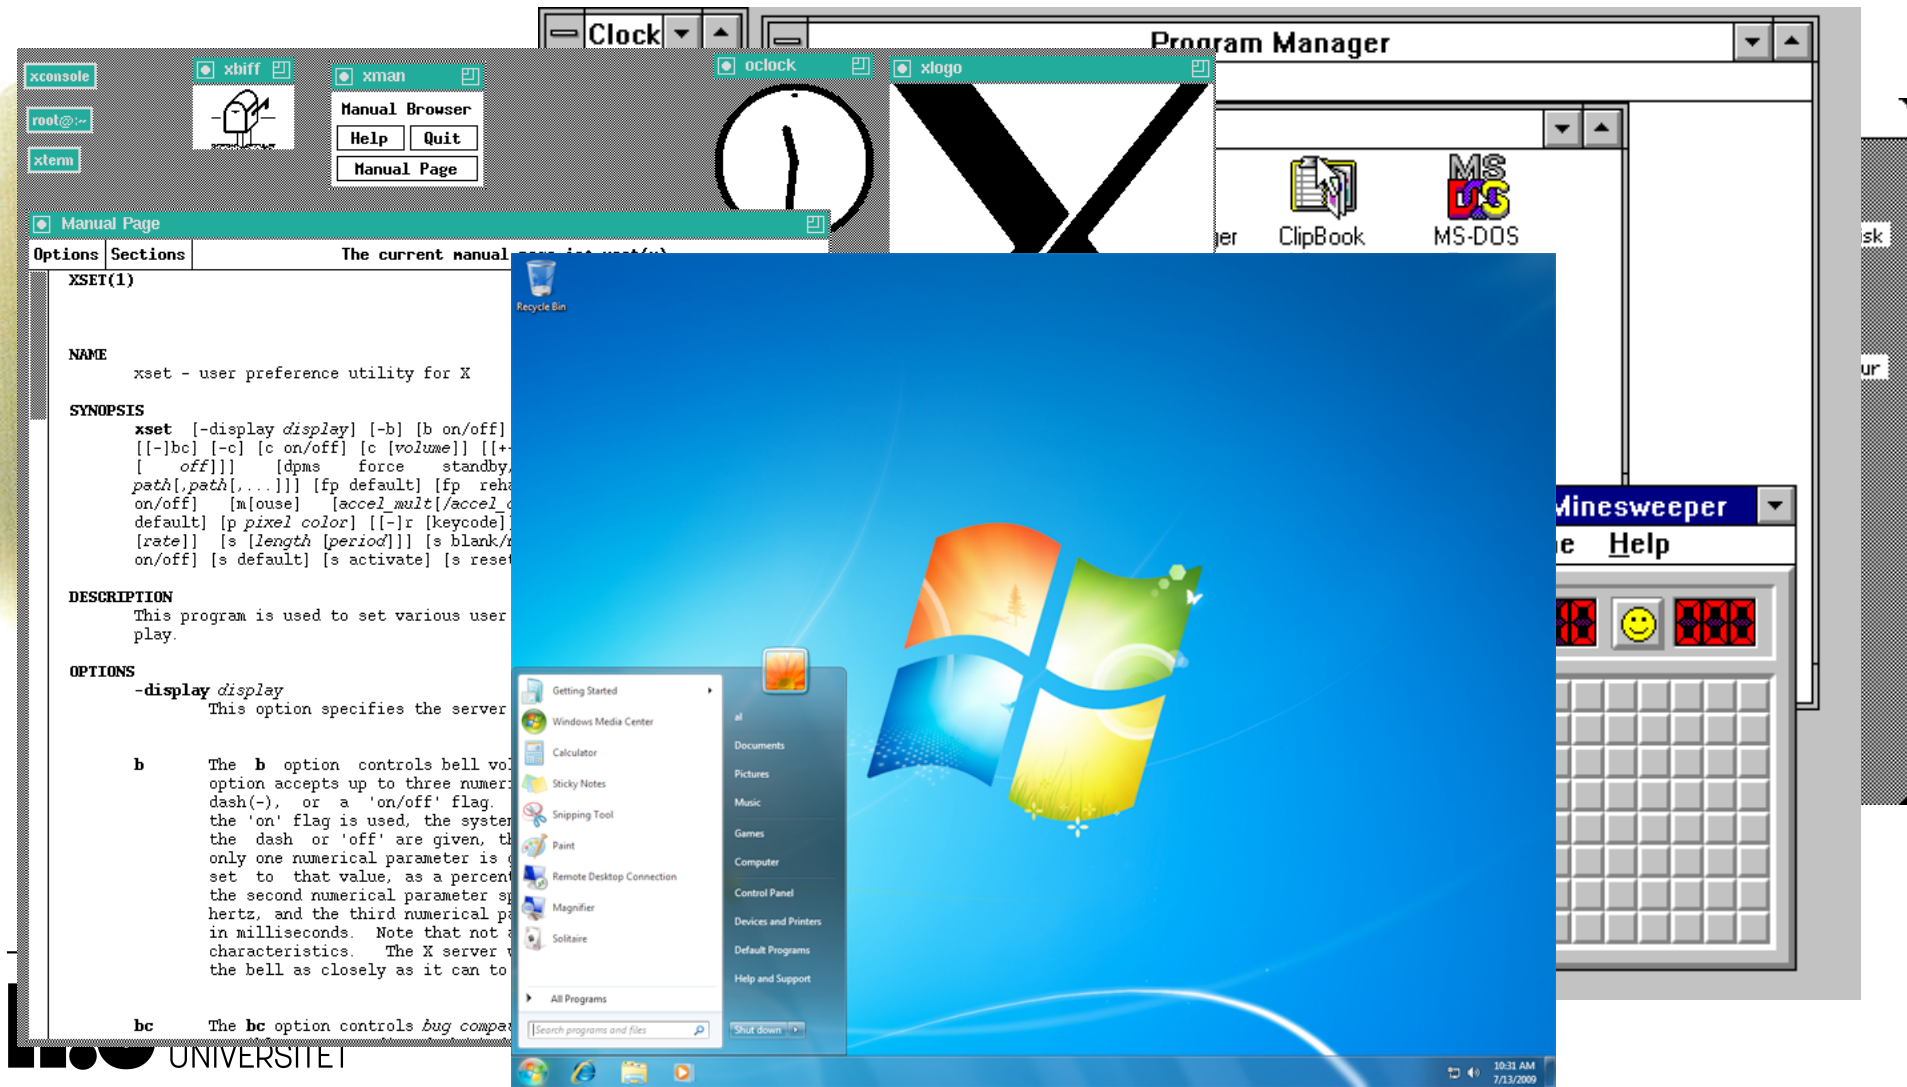 Clock
Program Manager
xconsole
xbiff
xman
oclock
xlogo
root@:~
xterm
Manual Browser
Help
Quit
Manual Page
MS
DOS
ClipBook
MS-DOS
Manual Page
Options
Sections
The current manual
XSET(1)
NAME
xset - user preference utility for X
SYNOPSIS
xset [-display display] [-b] [b on/off]
[[-]bc] [-c] [c on/off] [c [volume]] [[+-
[ off]]] [dpms force standby
path[,path[,...]]] [fp default] [fp reha
on/off] [m[ouse] [accel_mult[/accel_
default] [p pixel color] [[-]r [keycode]]
[rate]] [s [length [period]]] [s blank/
on/off] [s default] [s activate] [s reset
DESCRIPTION
This program is used to set various user
play.
OPTIONS
-display display
This option specifies the server
b The b option controls bell vol
option accepts up to three numeri
dash(-), or a 'on/off' flag.
the 'on' flag is used, the system
the dash or 'off' are given, th
only one numerical parameter is
set to that value, as a percent
the second numerical parameter sp
hertz, and the third numerical pa
in milliseconds. Note that not a
characteristics. The X server
the bell as closely as it can to
bc The bc option controls bug compa
Recycle Bin
Getting Started
Windows Media Center
Calculator
Sticky Notes
Snipping Tool
Paint
Remote Desktop Connection
Magnifier
Solitaire
All Programs
Search programs and files
al
Documents
Pictures
Music
Games
Computer
Control Panel
Devices and Printers
Default Programs
Help and Support
Shut down
10:31 AM
7/13/2009
Minesweeper
Help
UNIVERSITET